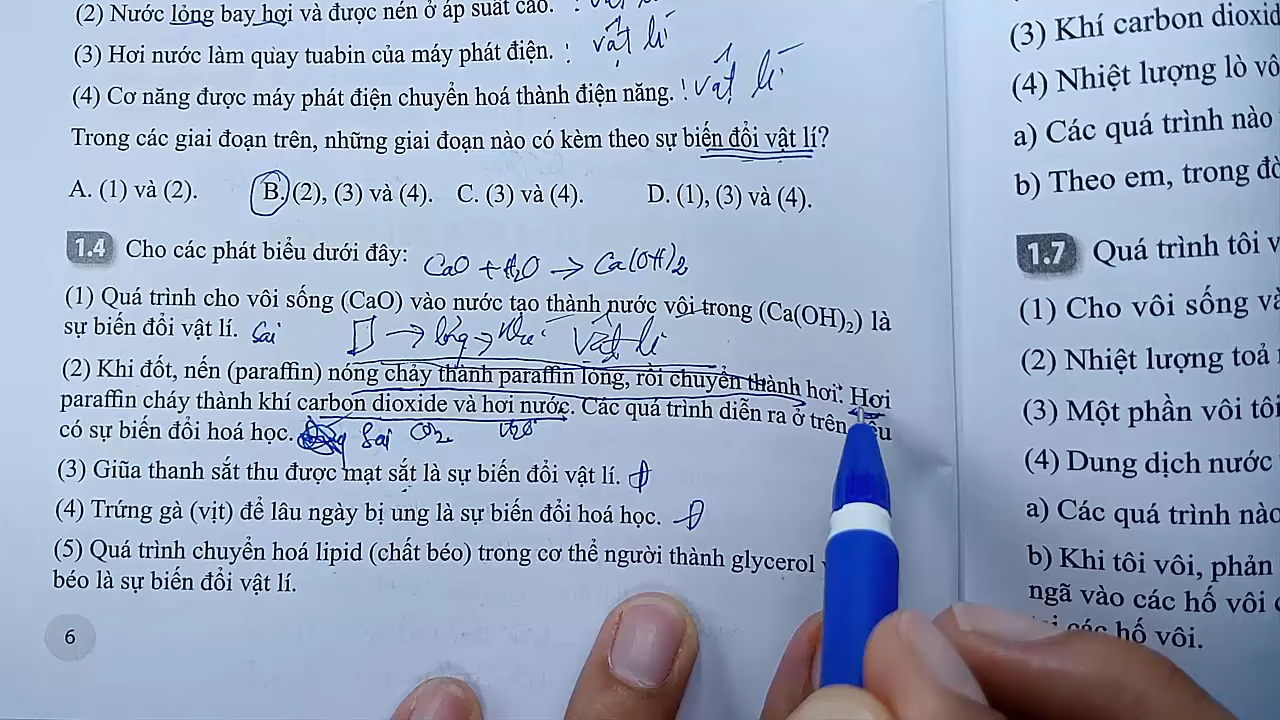 (2) Nước lỏng bay hơi và được nén ở áp suất cao.
(3) Hơi nước làm quay tuabin của máy phát điện. : vật lí
(4) Cơ năng được máy phát điện chuyển hoá thành điện năng. ! vật lí
Trong các giai đoạn trên, những giai đoạn nào có kèm theo sự biến đổi vật lí?
A. (1) và (2). B. (2), (3) và (4). C. (3) và (4). D. (1), (3) và (4).
1.4 Cho các phát biểu dưới đây: CaO + H2O → Ca(OH)2
(1) Quá trình cho vôi sống (CaO) vào nước tạo thành nước vôi trong (Ca(OH)₂) là
sự biến đổi vật lí. Sai → lỏng → Vật lí
(2) Khi đốt, nến (paraffin) nóng chảy thành paraffin lỏng, rồi chuyển thành hơi. Hơi
paraffin cháy thành khí carbon dioxide và hơi nước. Các quá trình diễn ra ở trên
có sự biến đổi hoá học. Sai CO2
(3) Giũa thanh sắt thu được mạt sắt là sự biến đổi vật lí. Đ
(4) Trứng gà (vịt) để lâu ngày bị ung là sự biến đổi hoá học. Đ
(5) Quá trình chuyển hoá lipid (chất béo) trong cơ thể người thành glycerol
béo là sự biến đổi vật lí.
6
(3) Khí carbon
(4) Nhiệt lượng lò
a) Các quá trình nào
b) Theo em, trong
1.7 Quá trình tôi
(1) Cho vôi sống
(2) Nhiệt lượng toả
(3) Một phần vôi tôi
(4) Dung dịch nước
a) Các quá trình nào
b) Khi tôi vôi, phản
ngã vào các hố vôi
các hố vôi.